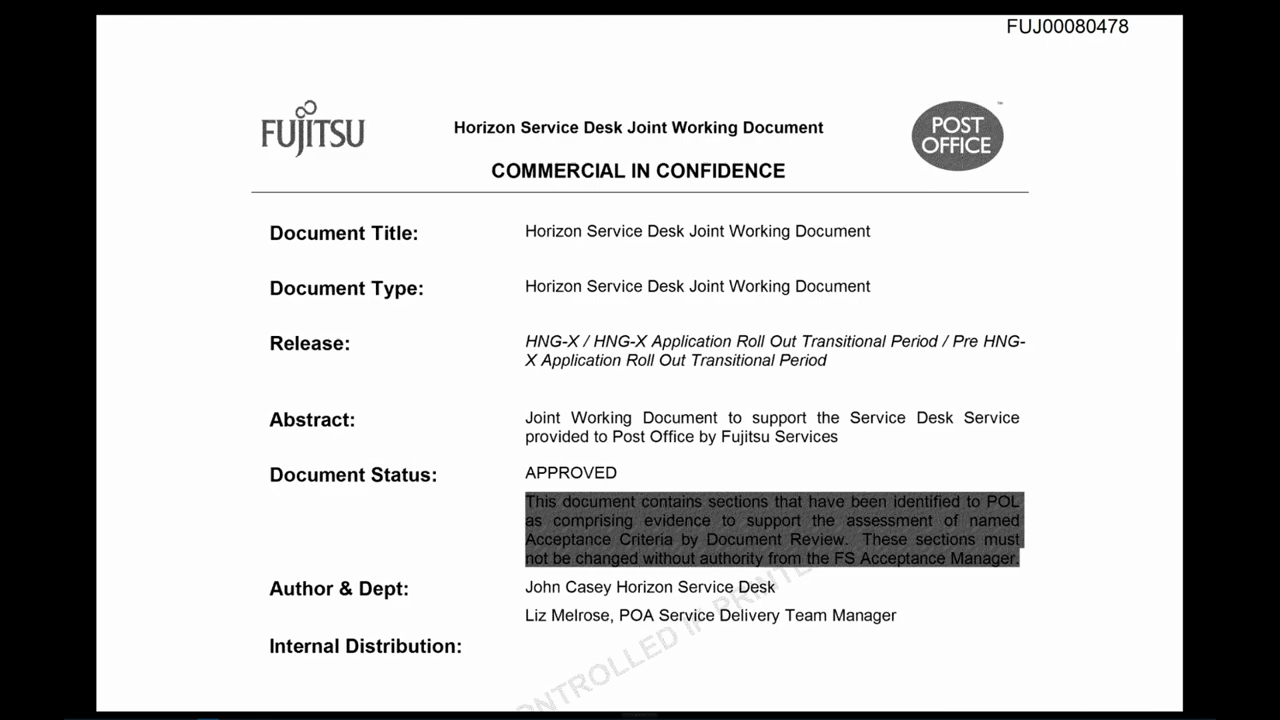 FUJ00080478
FUJITSU
Horizon Service Desk Joint Working Document
POST
OFFICE
™
COMMERCIAL IN CONFIDENCE
Document Title:
Horizon Service Desk Joint Working Document
Document Type:
Horizon Service Desk Joint Working Document
Release:
HNG-X / HNG-X Application Roll Out Transitional Period / Pre HNG-
X Application Roll Out Transitional Period
Abstract:
Joint Working Document to support the Service Desk Service
provided to Post Office by Fujitsu Services
Document Status:
APPROVED
This document contains sections that have been identified to POL
as comprising evidence to support the assessment of named
Acceptance Criteria by Document Review. These sections must
not be changed without authority from the FS Acceptance Manager.
Author & Dept:
John Casey Horizon Service Desk
Liz Melrose, POA Service Delivery Team Manager
Internal Distribution:
ONTROLLED IF PRINTE